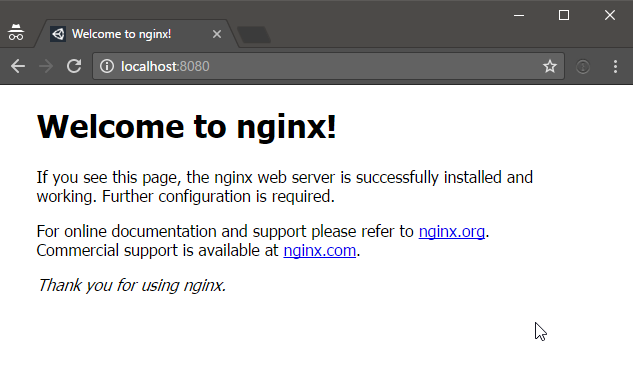 Welcome to nginx!
localhost:8080
Welcome to nginx!
If you see this page, the nginx web server is successfully installed and
working. Further configuration is required.
For online documentation and support please refer to nginx.org.
Commercial support is available at nginx.com.
Thank you for using nginx.